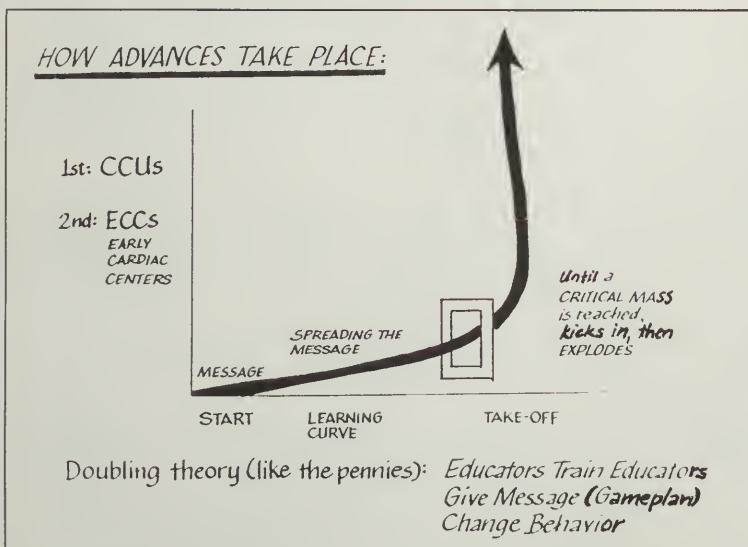 HOW ADVANCES TAKE PLACE:
1st: CCUs
2nd: ECCs
EARLY
CARDIAC
CENTERS
MESSAGE
SPREADING THE
MESSAGE
Until a
CRITICAL MASS
is reached,
kicks in, then
EXPLODES
START
LEARNING
CURVE
TAKE-OFF
Doubling theory (like the pennies): Educators Train Educators
Give Message (Gameplan)
Change Behavior